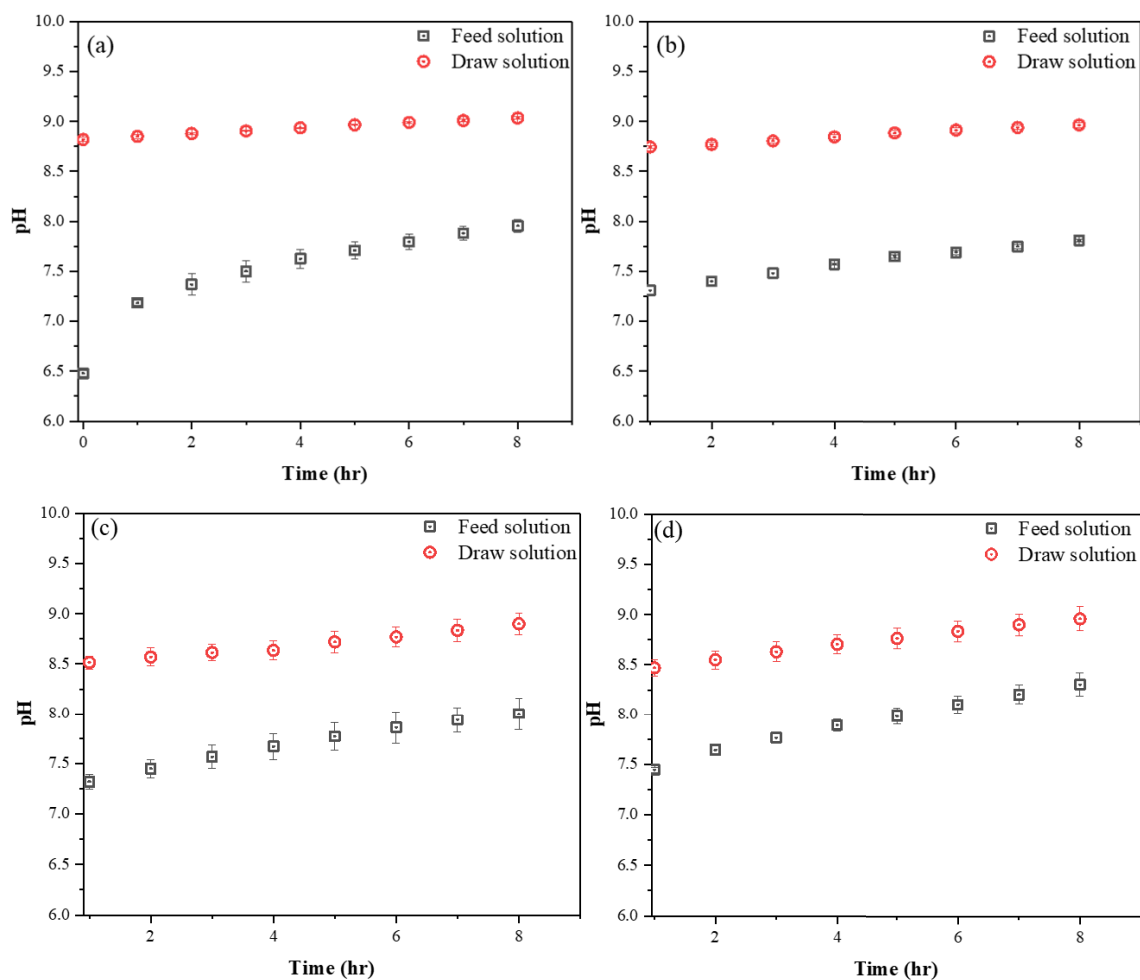 (a)
Feed solution
Draw solution
10.0
9.5
9.0
8.5
8.0
7.5
7.0
6.5
6.0
pH
0 2 4 6 8
Time (hr)
(b)
Feed solution
Draw solution
10.0
9.5
9.0
8.5
8.0
7.5
7.0
6.5
6.0
pH
2 4 6 8
Time (hr)
(c)
Feed solution
Draw solution
10.0
9.5
9.0
8.5
8.0
7.5
7.0
6.5
6.0
pH
2 4 6 8
Time (hr)
(d)
Feed solution
Draw solution
10.0
9.5
9.0
8.5
8.0
7.5
7.0
6.5
6.0
pH
2 4 6 8
Time (hr)